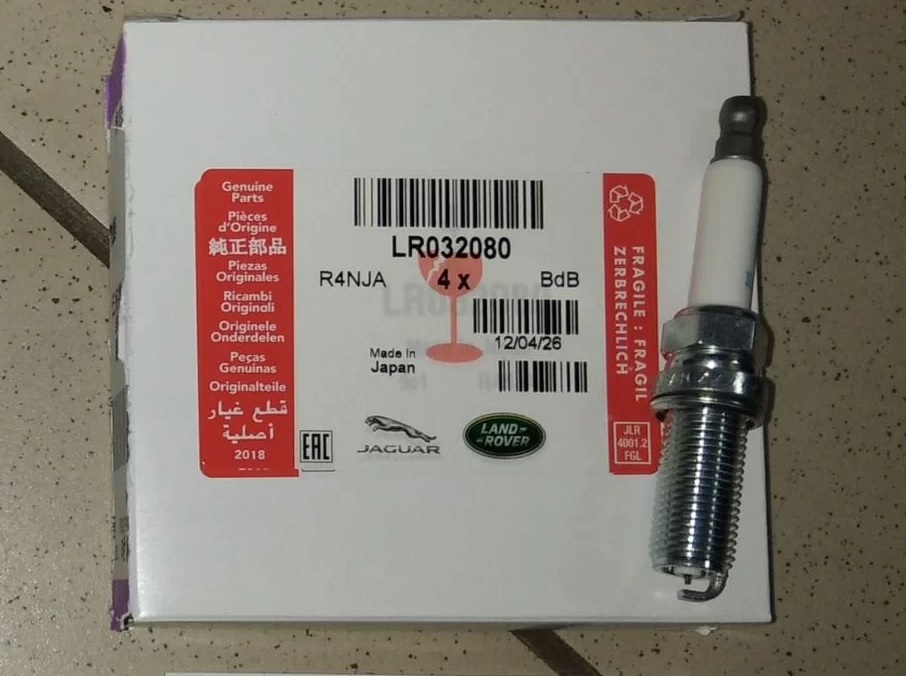 Genuine
Parts
Pièces
d'Origine
純正部品
Piezas
Originales
Ricambi
Originali
Originele
Onderdelen
Peças
Genuinas
Originalteile
قطع غيار
أصلية
2018
LR032080
R4NJA
4 x
BdB
12/04/26
Made In
Japan
EAC
JAGUAR
LAND-
-ROVER
FRAGILE : FRAGIL
ZERBRECHLICH
JLR
4001.2
FGL